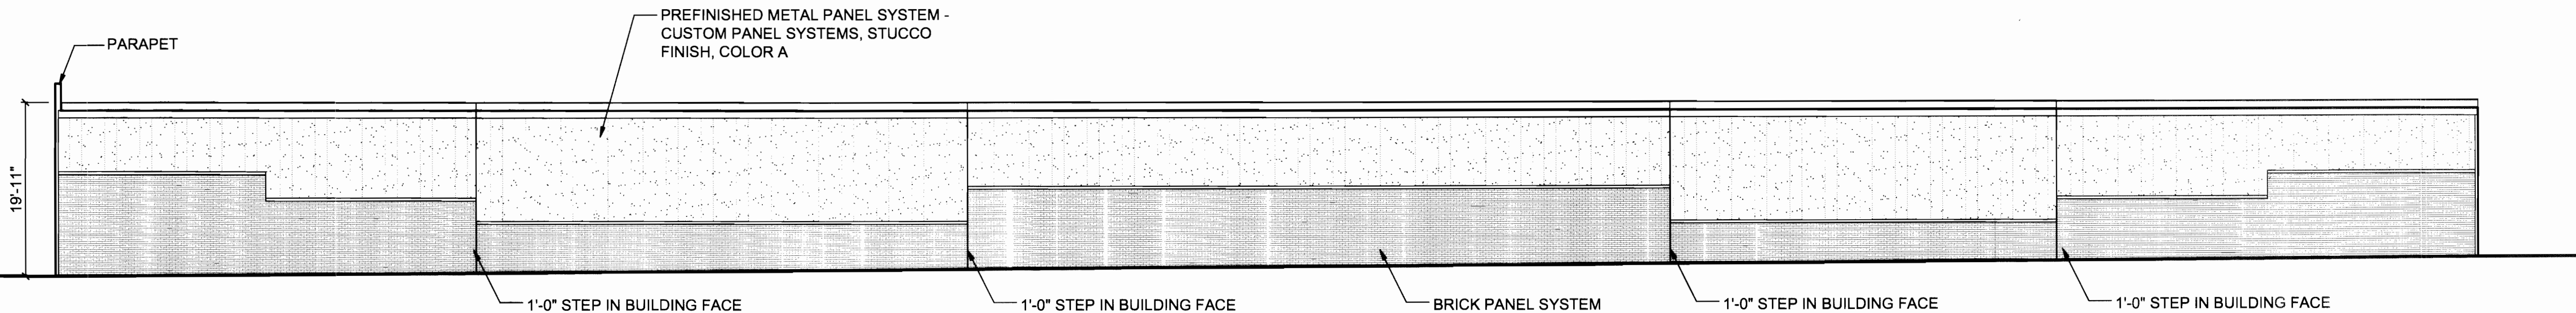 PREFINISHED METAL PANEL SYSTEM -
CUSTOM PANEL SYSTEMS, STUCCO
FINISH, COLOR A
PARAPET
19'-11"
1'-0" STEP IN BUILDING FACE
1'-0" STEP IN BUILDING FACE
BRICK PANEL SYSTEM
1'-0" STEP IN BUILDING FACE
1'-0" STEP IN BUILDING FACE